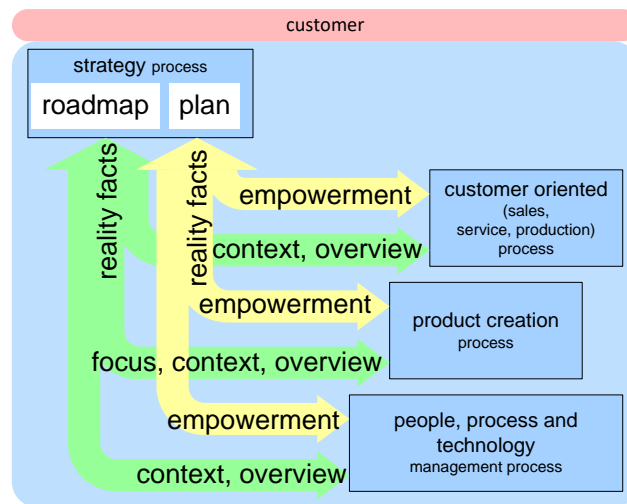 customer
strategy process
roadmap
plan
reality facts
reality facts
empowerment
customer oriented
(sales,
service, production)
process
context, overview
empowerment
product creation
process
focus, context, overview
empowerment
people, process and
technology
management process
context, overview